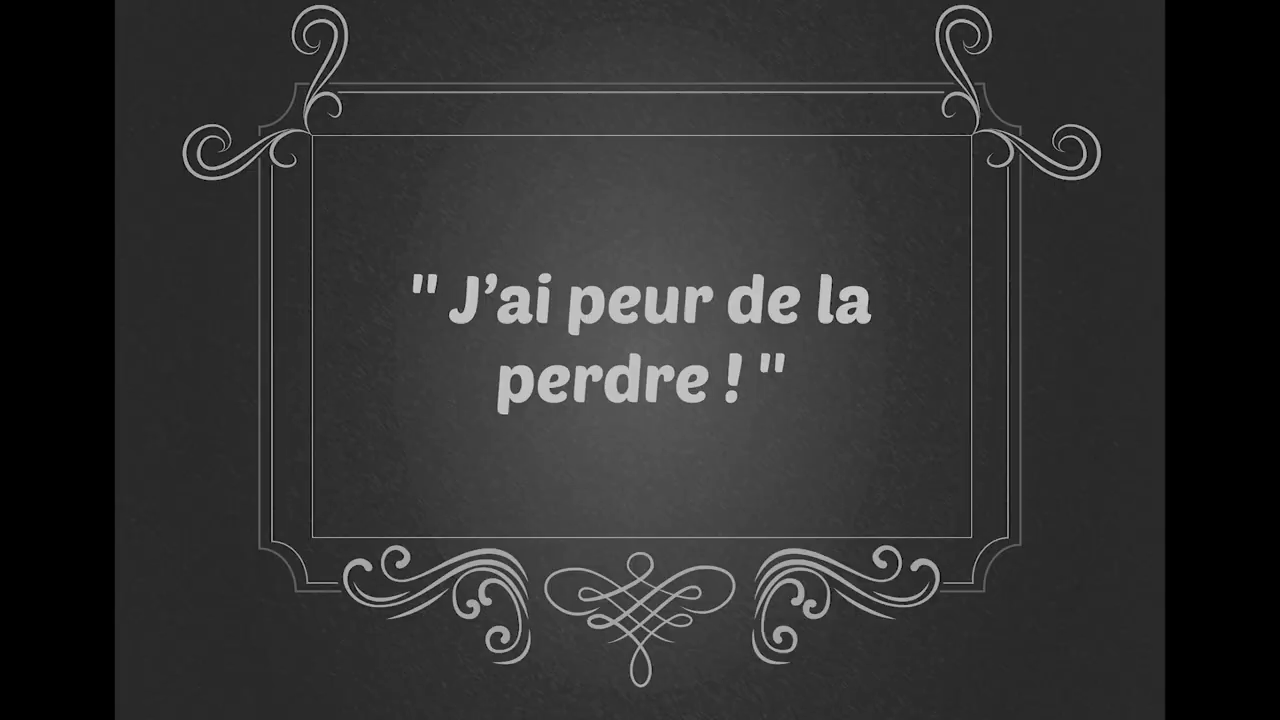 " J’ai peur de la
perdre ! "